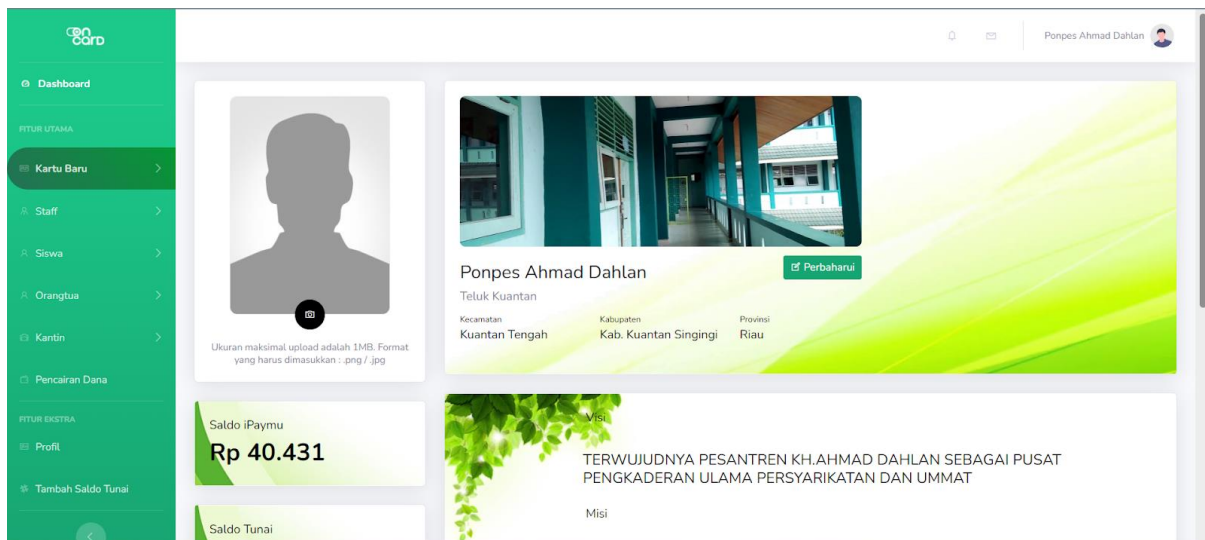 On
Card
Ponpes Ahmad Dahlan
Dashboard
FITUR UTAMA
Kartu Baru
Staff
Siswa
Orangtua
Kantin
Pencairan Dana
FITUR EKSTRA
Profil
Tambah Saldo Tunai
Ukuran maksimal upload adalah 1MB. Format
yang harus dimasukkan : .png / .jpg
Saldo iPaymu
Rp 40.431
Saldo Tunai
Ponpes Ahmad Dahlan
Perbaharui
Teluk Kuantan
Kecamatan Kabupaten Provinsi
Kuantan Tengah Kab. Kuantan Singingi Riau
Visi
TERWUJUDNYA PESANTREN KH.AHMAD DAHLAN SEBAGAI PUSAT
PENGKADERAN ULAMA PERSYARIKATAN DAN UMMAT
Misi